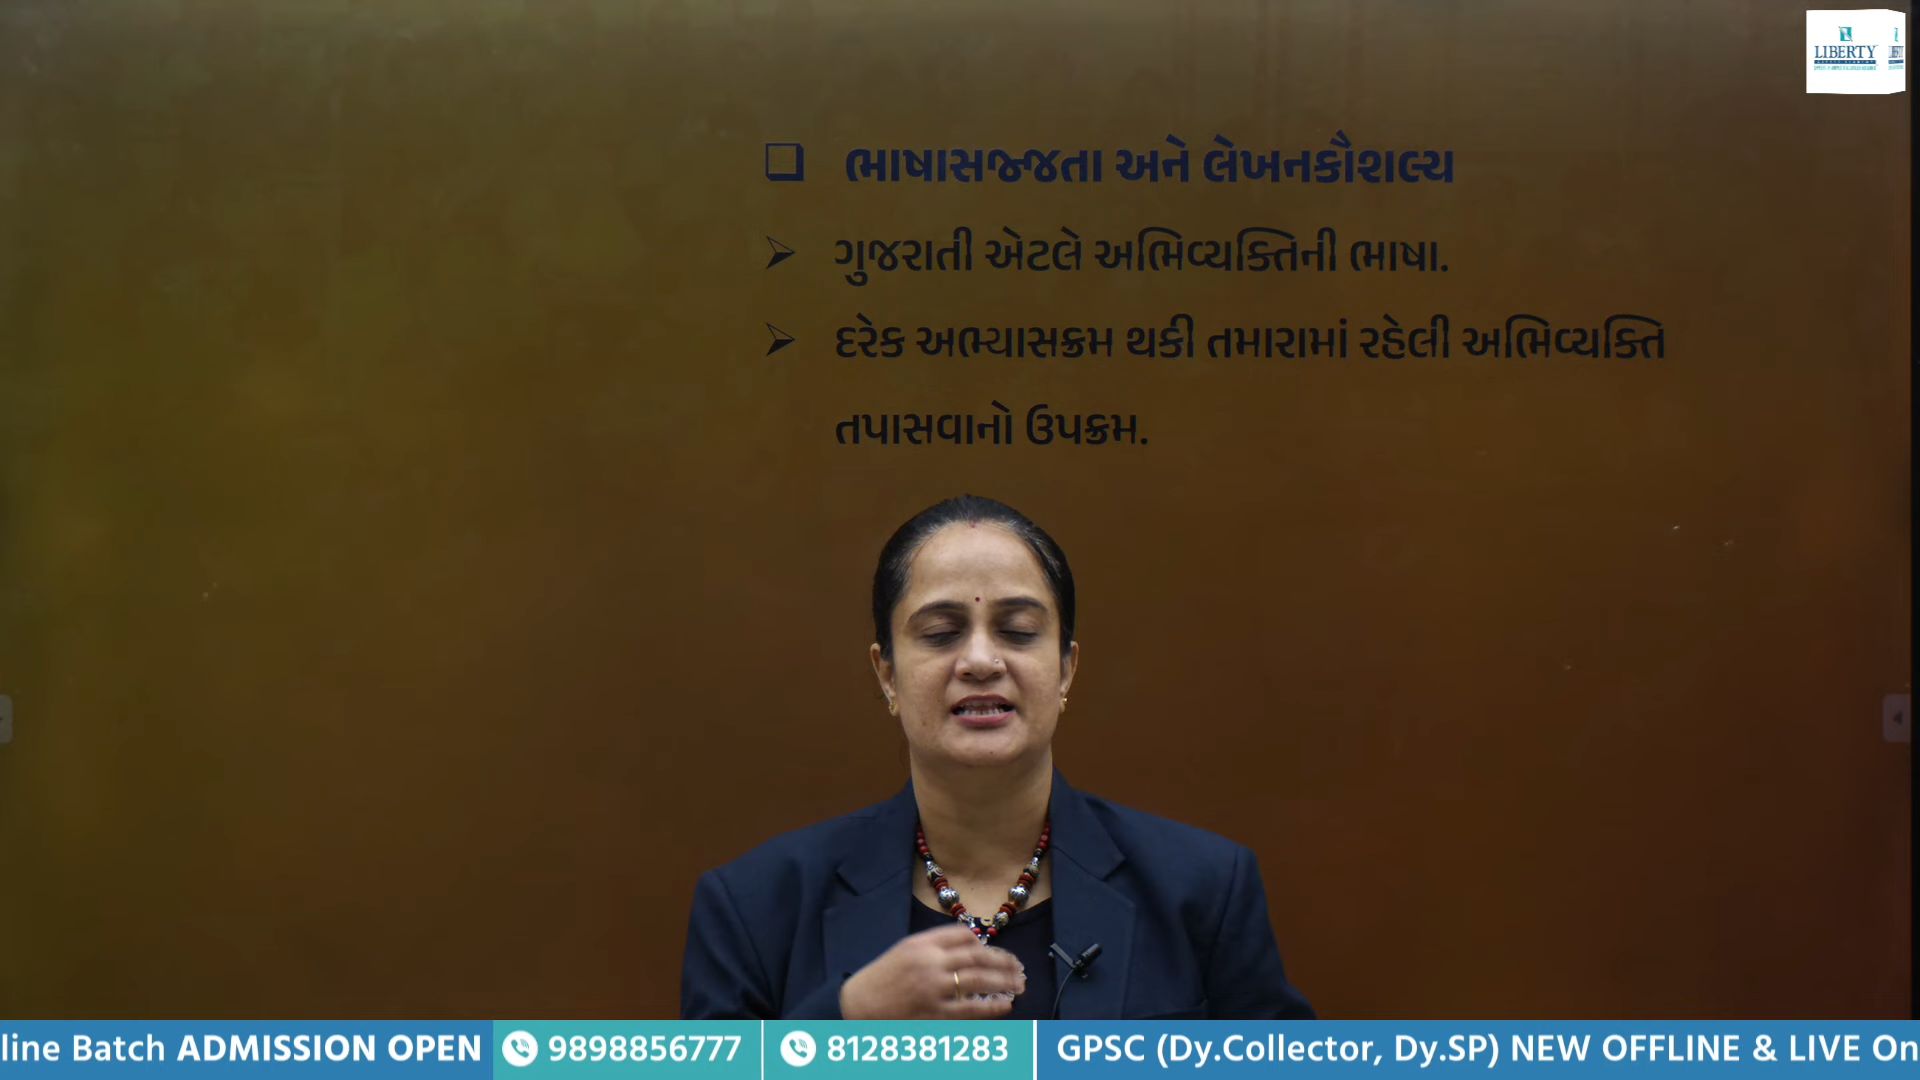 LIBERTY
❑ ભાષાસજ્જતા અને લેખનકૌશલ્ય
➢ ગુજરાતી એટલે અભિવ્યક્તિની ભાષા.
➢ દરેક અભ્યાસક્રમ થકી તમારામાં રહેલી અભિવ્યક્તિ
તપાસવાનો ઉપક્રમ.
line Batch ADMISSION OPEN 9898856777 8128381283 GPSC (Dy.Collector, Dy.SP) NEW OFFLINE & LIVE On